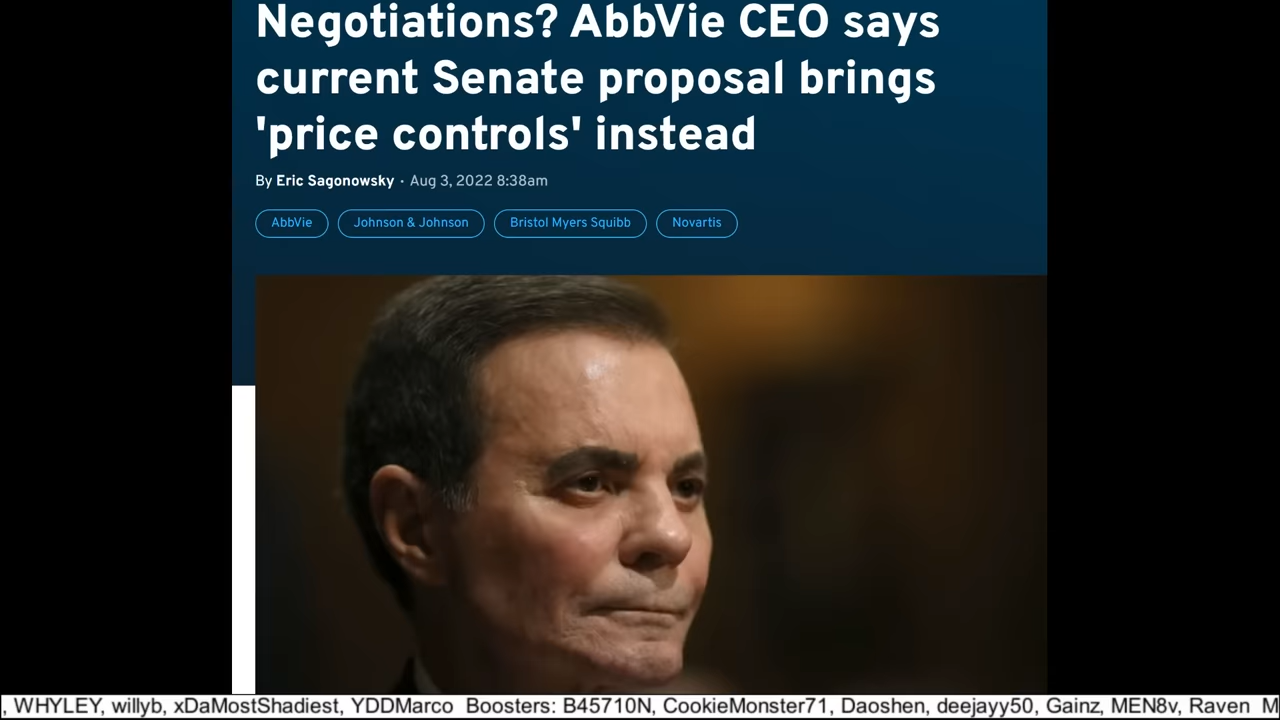 Negotiations? AbbVie CEO says
current Senate proposal brings
'price controls' instead
By Eric Sagonowsky · Aug 3, 2022 8:38am
AbbVie Johnson & Johnson Bristol Myers Squibb Novartis
, WHYLEY, willyb, xDaMostShadiest, YDDMarco Boosters: B45710N, CookieMonster71, Daoshen, deejayy50, Gainz, MEN8v, Raven M